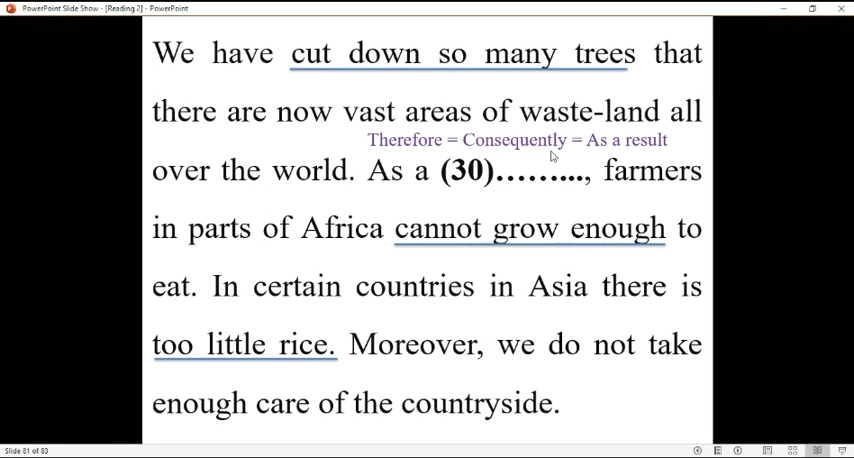 PowerPoint Slide Show - [Reading 2] - PowerPoint
We have cut down so many trees that
there are now vast areas of waste-land all
Therefore = Consequently = As a result
over the world. As a (30)……..., farmers
in parts of Africa cannot grow enough to
eat. In certain countries in Asia there is
too little rice. Moreover, we do not take
enough care of the countryside.
Slide 81 of 83